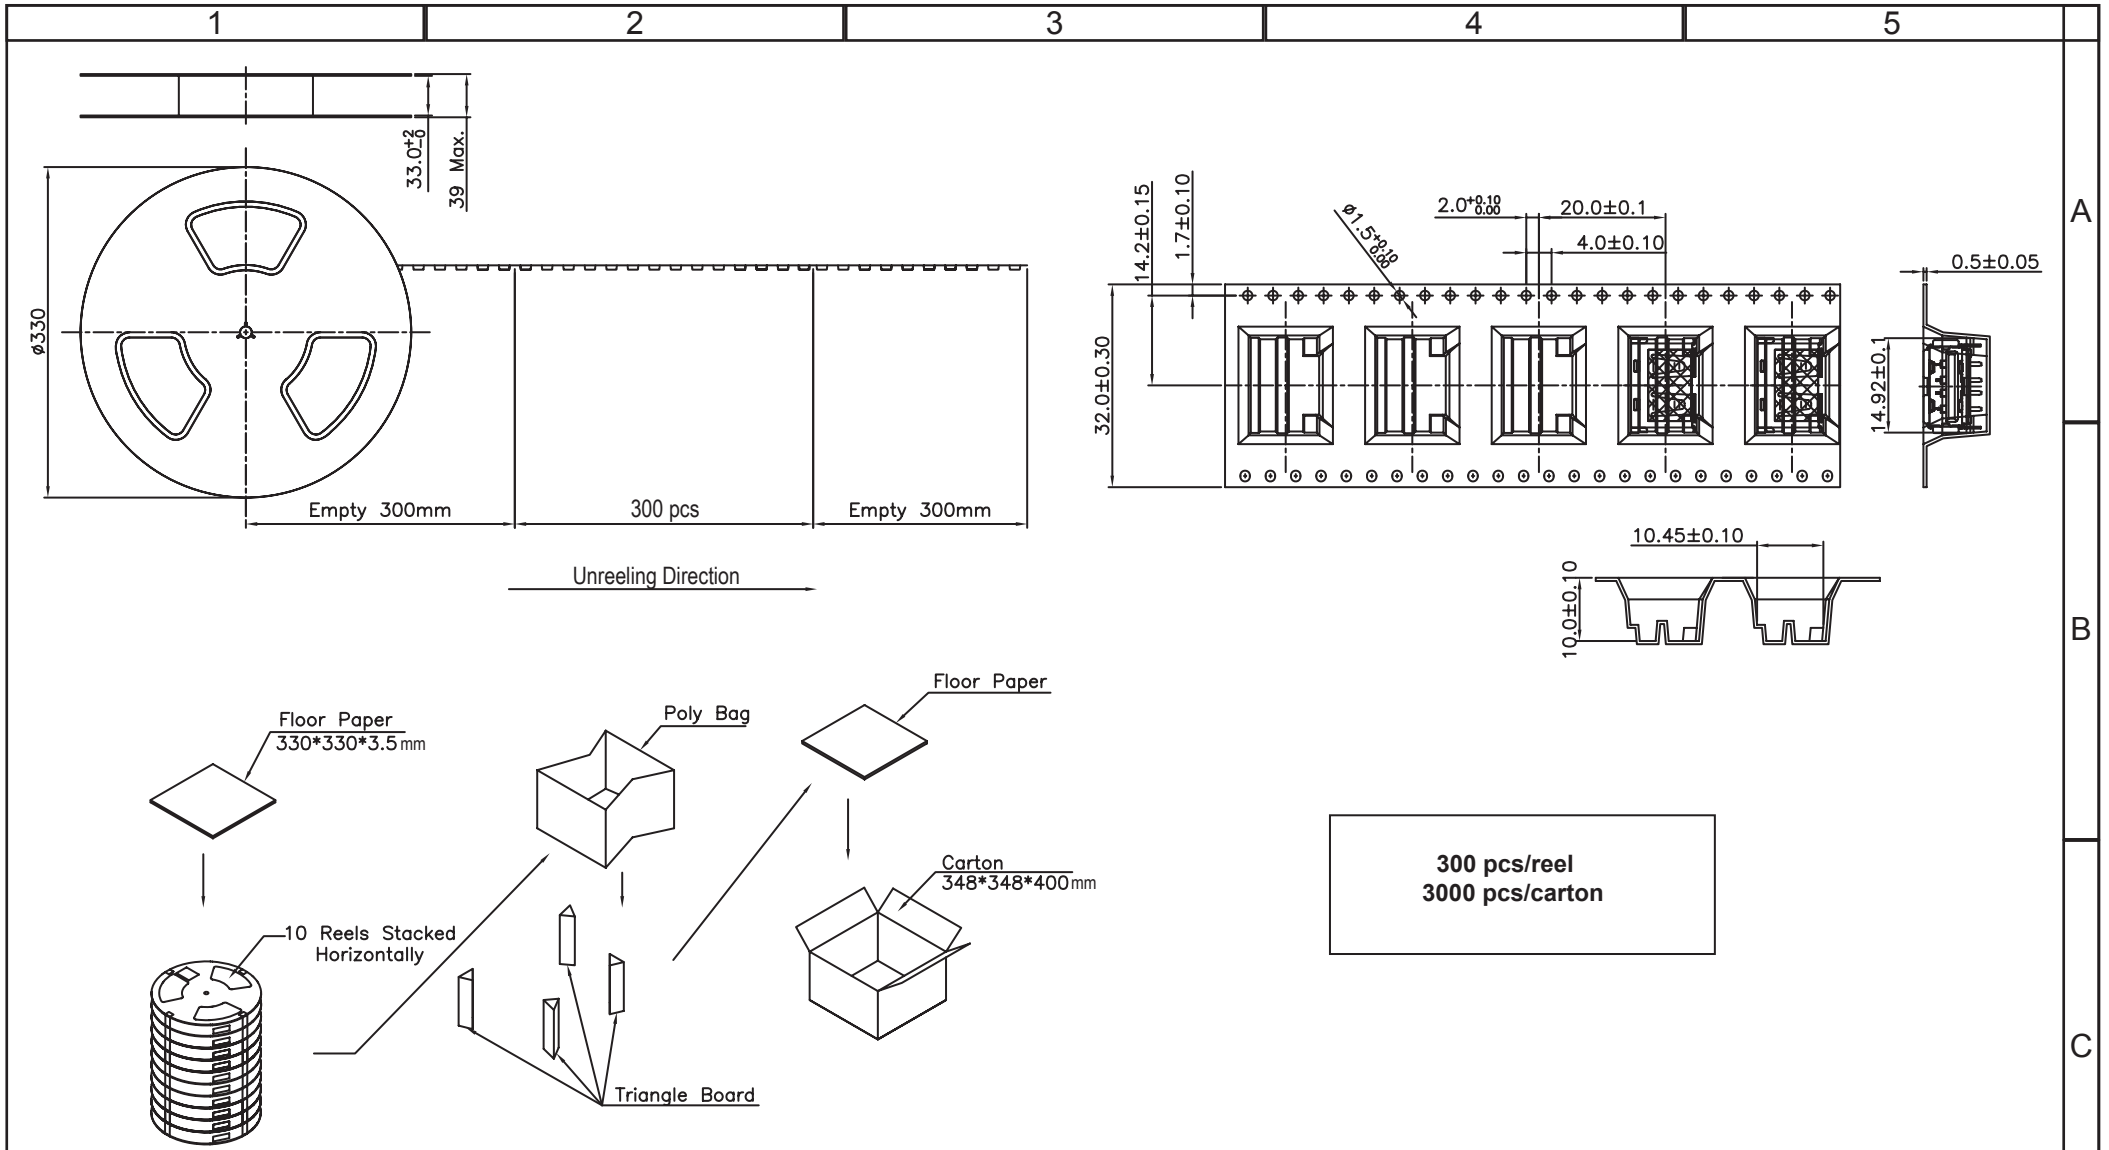 1 2 3 4 5
A
B
C
33.0+2 -0
39 Max.
ø330
Empty 300mm
300 pcs
Empty 300mm
Unreeling Direction
14.2±0.15
1.7±0.10
ø1.5+0.10 0.00
2.0+0.10 0.00
20.0±0.1
4.0±0.10
0.5±0.05
32.0±0.30
14.92±0.1
10.45±0.10
10.0±0.10
Floor Paper
330*330*3.5mm
10 Reels Stacked
Horizontally
Poly Bag
Triangle Board
Floor Paper
Carton
348*348*400mm
300 pcs/reel
3000 pcs/carton